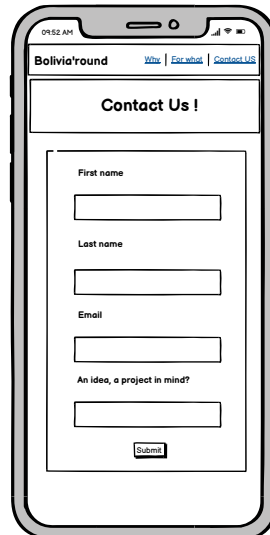 09:52 AM
Bolivia'round Why For what Contact US
Contact Us !
First name
Last name
Email
An idea, a project in mind?
Submit